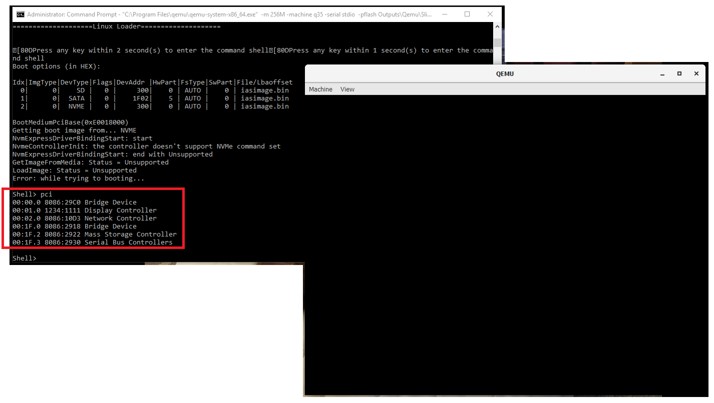 Administrator: Command Prompt - "C:\Program Files\qemu\qemu-system-x86_64.exe" -m 256M -machine q35 -serial stdio -pflash Outputs\Qemu\Sli...
====================Linux Loader====================
[80DPress any key within 2 second(s) to enter the command shell[80DPress any key within 1 second(s) to enter the comma
nd shell
Boot options (in HEX):
Idx|ImgType|DevType|Flags|DevAddr |HwPart|FsType|SwPart|File/Lbaoffset
0| 0| SD | 0 | 300| 0 | AUTO | 0 | iasimage.bin
1| 0| SATA | 0 | 1F02| 5 | AUTO | 0 | iasimage.bin
2| 0| NVME | 0 | 300| 0 | AUTO | 0 | iasimage.bin
BootMediumPciBase(0xE0018000)
Getting boot image from... NVME
NvmExpressDriverBindingStart: start
NvmeControllerInit: the controller doesn't support NVMe command set
NvmExpressDriverBindingStart: end with Unsupported
GetImageFromMedia: Status = Unsupported
LoadImage: Status = Unsupported
Error: while trying to booting...
Shell> pci
00:00.0 8086:29C0 Bridge Device
00:01.0 1234:1111 Display Controller
00:02.0 8086:10D3 Network Controller
00:1F.0 8086:2918 Bridge Device
00:1F.2 8086:2922 Mass Storage Controller
00:1F.3 8086:2930 Serial Bus Controllers
Shell>
QEMU
Machine View